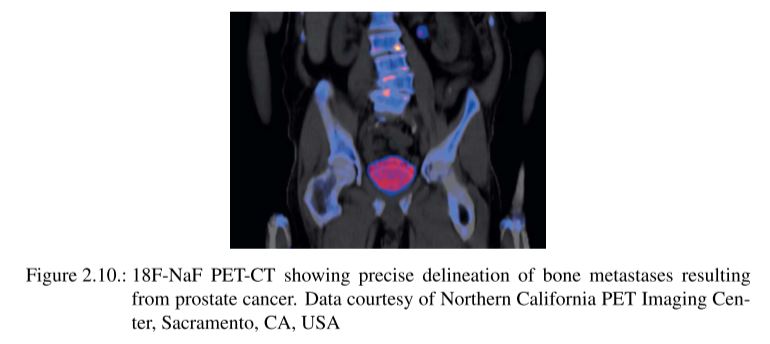 Figure 2.10.: 18F-NaF PET-CT showing precise delineation of bone metastases resulting
from prostate cancer. Data courtesy of Northern California PET Imaging Cen-
ter, Sacramento, CA, USA